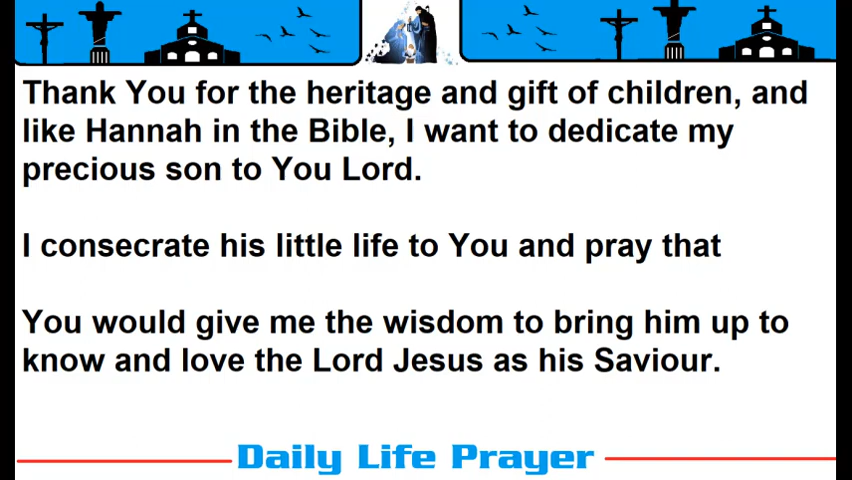 Thank You for the heritage and gift of children, and
like Hannah in the Bible, I want to dedicate my
precious son to You Lord.
I consecrate his little life to You and pray that
You would give me the wisdom to bring him up to
know and love the Lord Jesus as his Saviour.
Daily Life Prayer